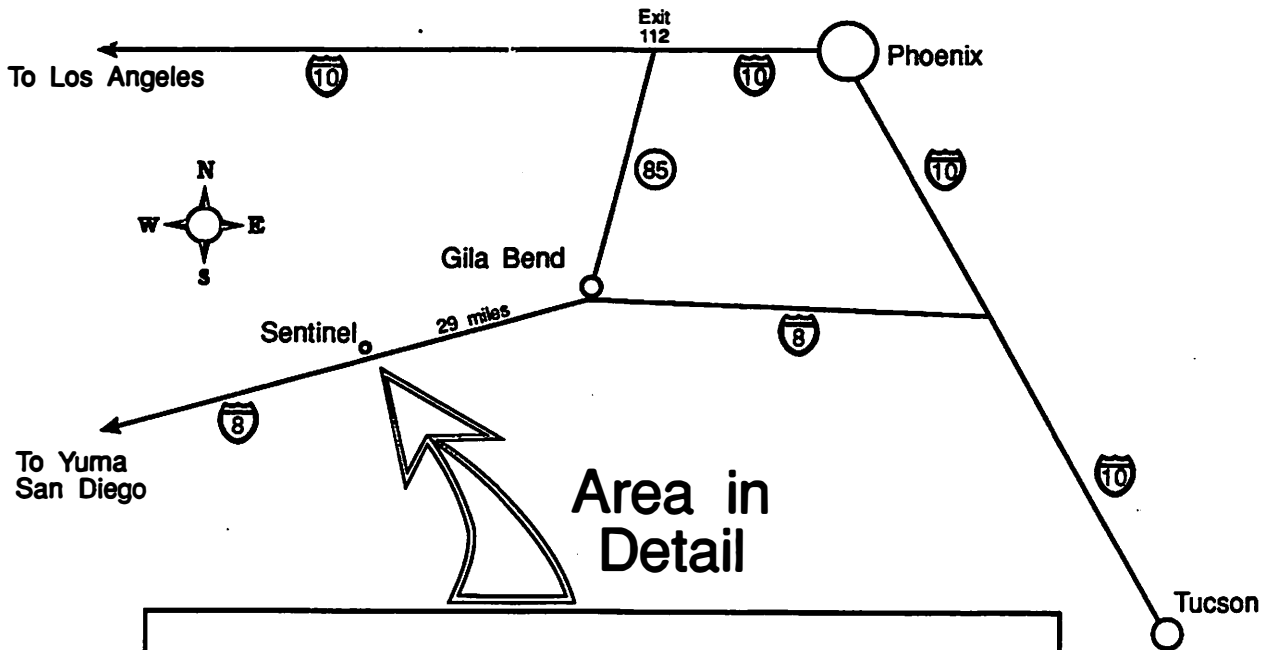 Exit
112
Phoenix
To Los Angeles
10
10
10
85
N
W E
S
Gila Bend
29 miles
Sentinel
8
8
To Yuma
San Diego
10
Area in
Detail
Tucson